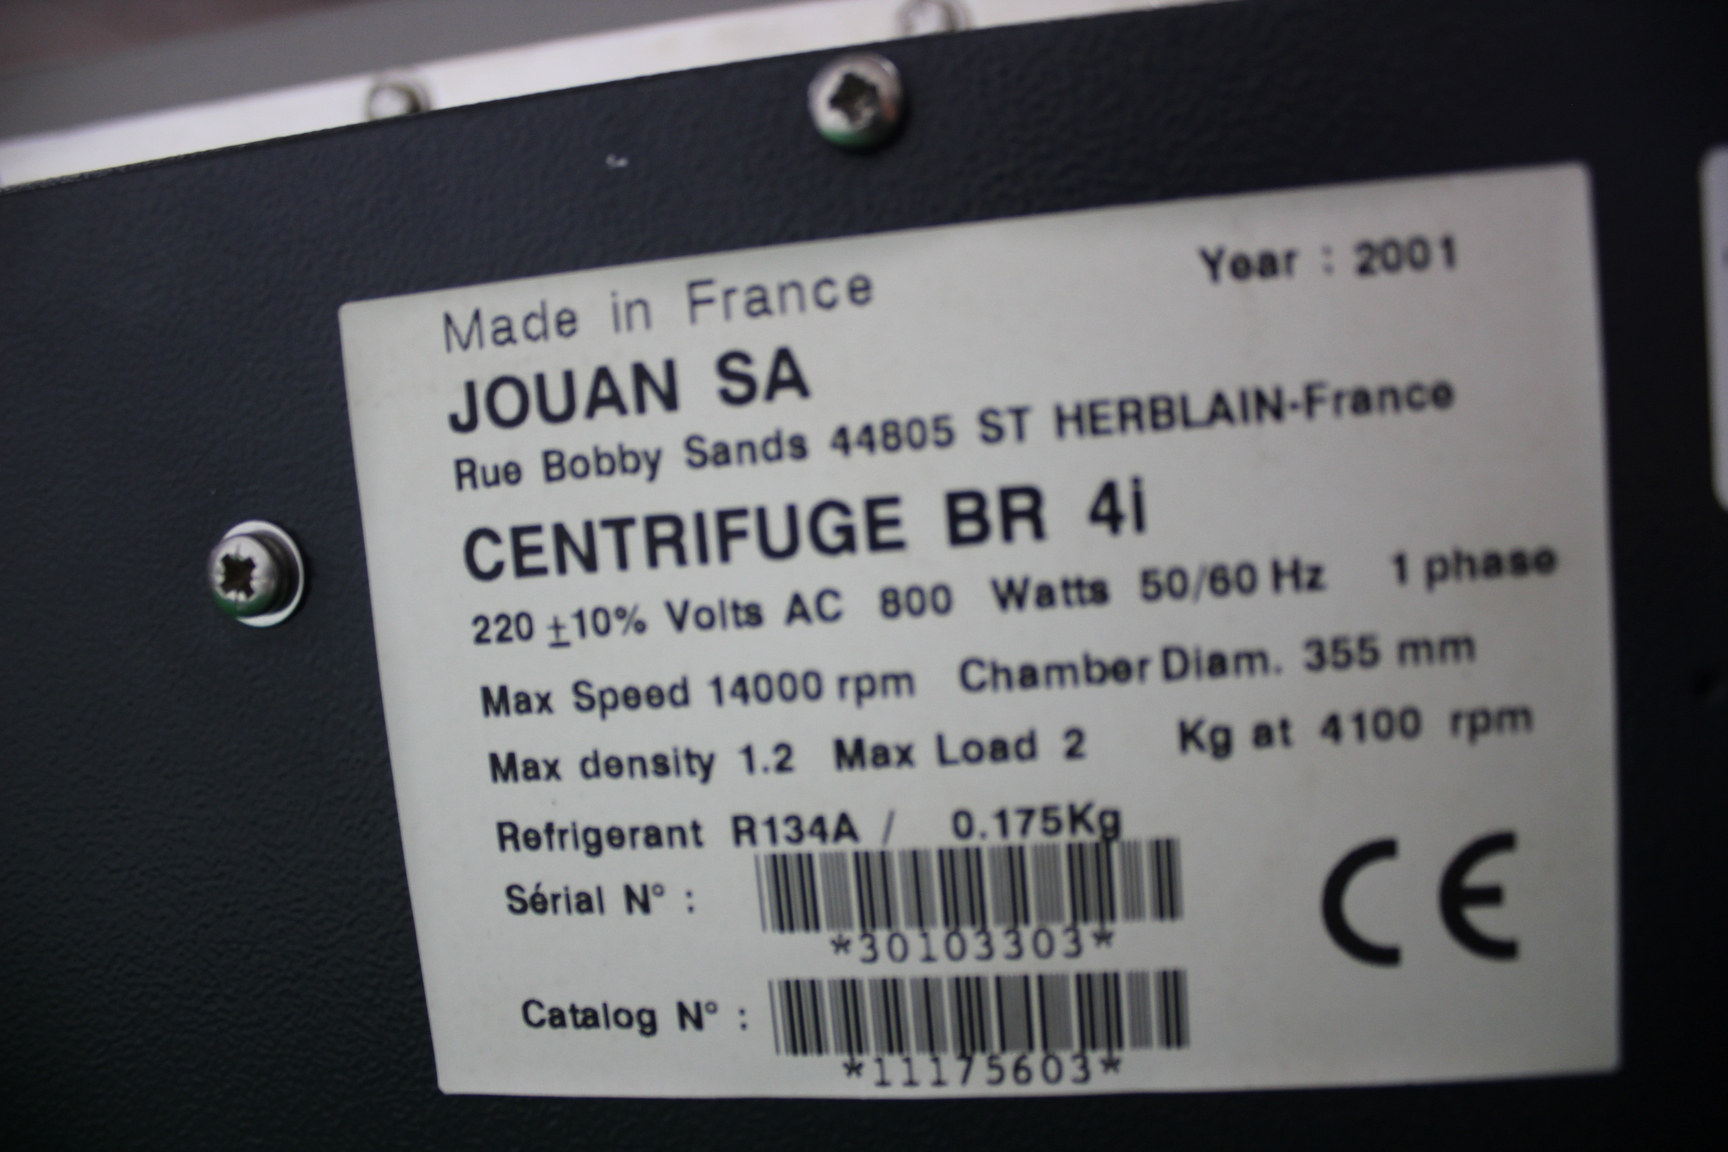 Made in France
Year : 2001
JOUAN SA
Rue Bobby Sands 44805 ST HERBLAIN-France
CENTRIFUGE BR 4i
220 ±10% Volts AC 800 Watts 50/60 Hz 1 phase
Max Speed 14000 rpm Chamber Diam. 355 mm
Max density 1.2 Max Load 2 Kg at 4100 rpm
Refrigerant R134A / 0.175Kg
Sérial N° :
*30103303*
Catalog N° :
*11175603*
CE